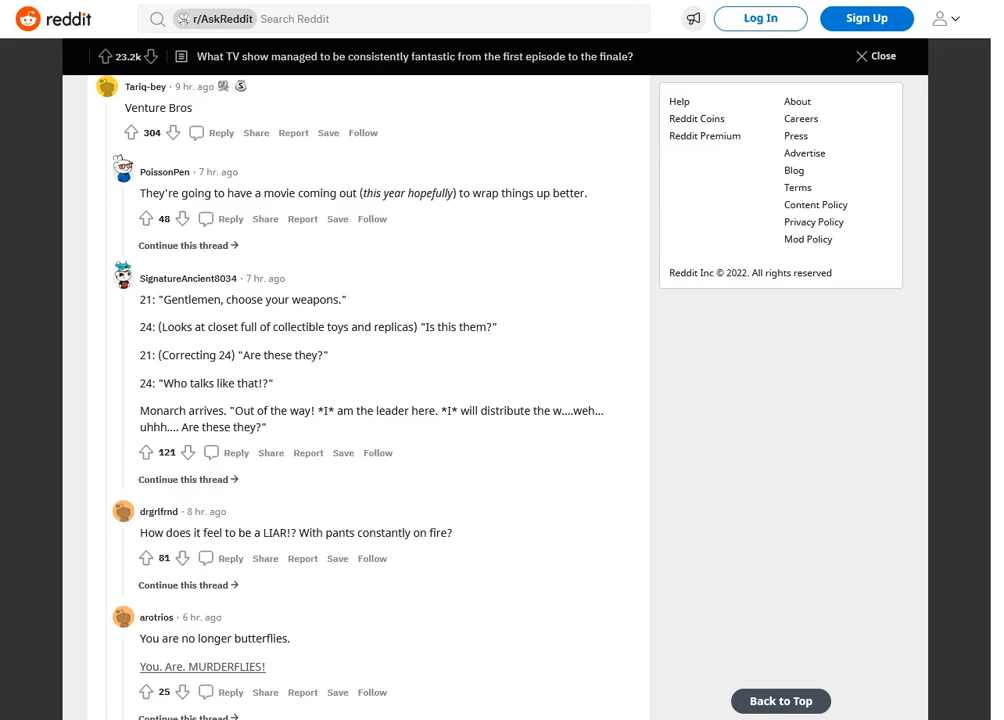 reddit r/AskReddit Search Reddit Log In Sign Up
23.2k What TV show managed to be consistently fantastic from the first episode to the finale? Close
Tariq-bey · 9 hr. ago
Venture Bros
304 Reply Share Report Save Follow
PoissonPen · 7 hr. ago
They're going to have a movie coming out (this year hopefully) to wrap things up better.
48 Reply Share Report Save Follow
Continue this thread →
SignatureAncient8034 · 7 hr. ago
21: "Gentlemen, choose your weapons."
24: (Looks at closet full of collectible toys and replicas) "Is this them?"
21: (Correcting 24) "Are these they?"
24: "Who talks like that!?"
Monarch arrives. "Out of the way! *I* am the leader here. *I* will distribute the w....weh...
uhhh.... Are these they?"
121 Reply Share Report Save Follow
Continue this thread →
drgrlfrnd · 8 hr. ago
How does it feel to be a LIAR!? With pants constantly on fire?
81 Reply Share Report Save Follow
Continue this thread →
arotrios · 6 hr. ago
You are no longer butterflies.
You. Are. MURDERFLIES!
25 Reply Share Report Save Follow
Continue this thread →
Help
Reddit Coins
Reddit Premium
About
Careers
Press
Advertise
Blog
Terms
Content Policy
Privacy Policy
Mod Policy
Reddit Inc © 2022. All rights reserved
Back to Top